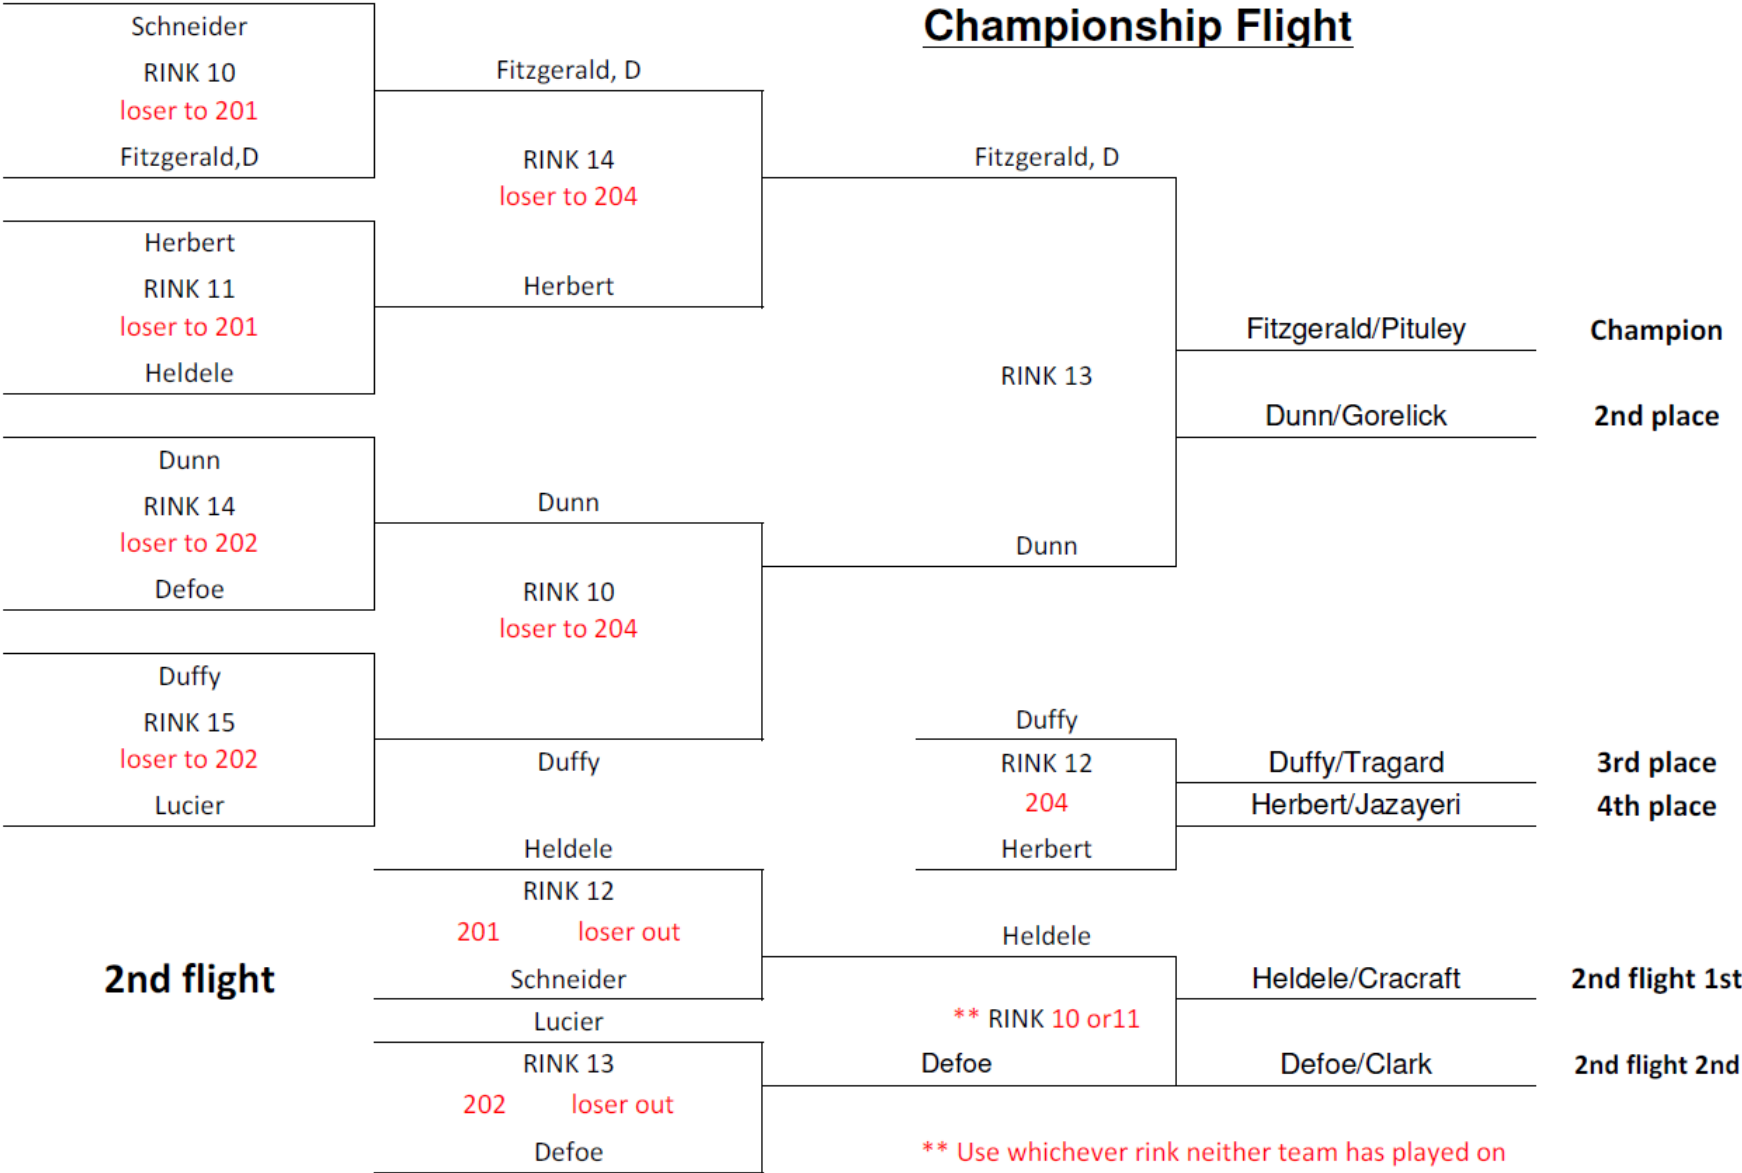 Championship Flight
Schneider
RINK 10
loser to 201
Fitzgerald,D
Herbert
RINK 11
loser to 201
Heldele
Dunn
RINK 14
loser to 202
Defoe
Duffy
RINK 15
loser to 202
Lucier
Fitzgerald, D
RINK 14
loser to 204
Herbert
Dunn
RINK 10
loser to 204
Duffy
Fitzgerald, D
RINK 13
Dunn
Fitzgerald/Pituley Champion
Dunn/Gorelick 2nd place
Duffy
RINK 12
204
Herbert
Duffy/Tragard 3rd place
Herbert/Jazayeri 4th place
2nd flight
Heldele
RINK 12
201 loser out
Schneider
Lucier
RINK 13
202 loser out
Defoe
Heldele
** RINK 10 or11
Defoe
Heldele/Cracraft 2nd flight 1st
Defoe/Clark 2nd flight 2nd
** Use whichever rink neither team has played on